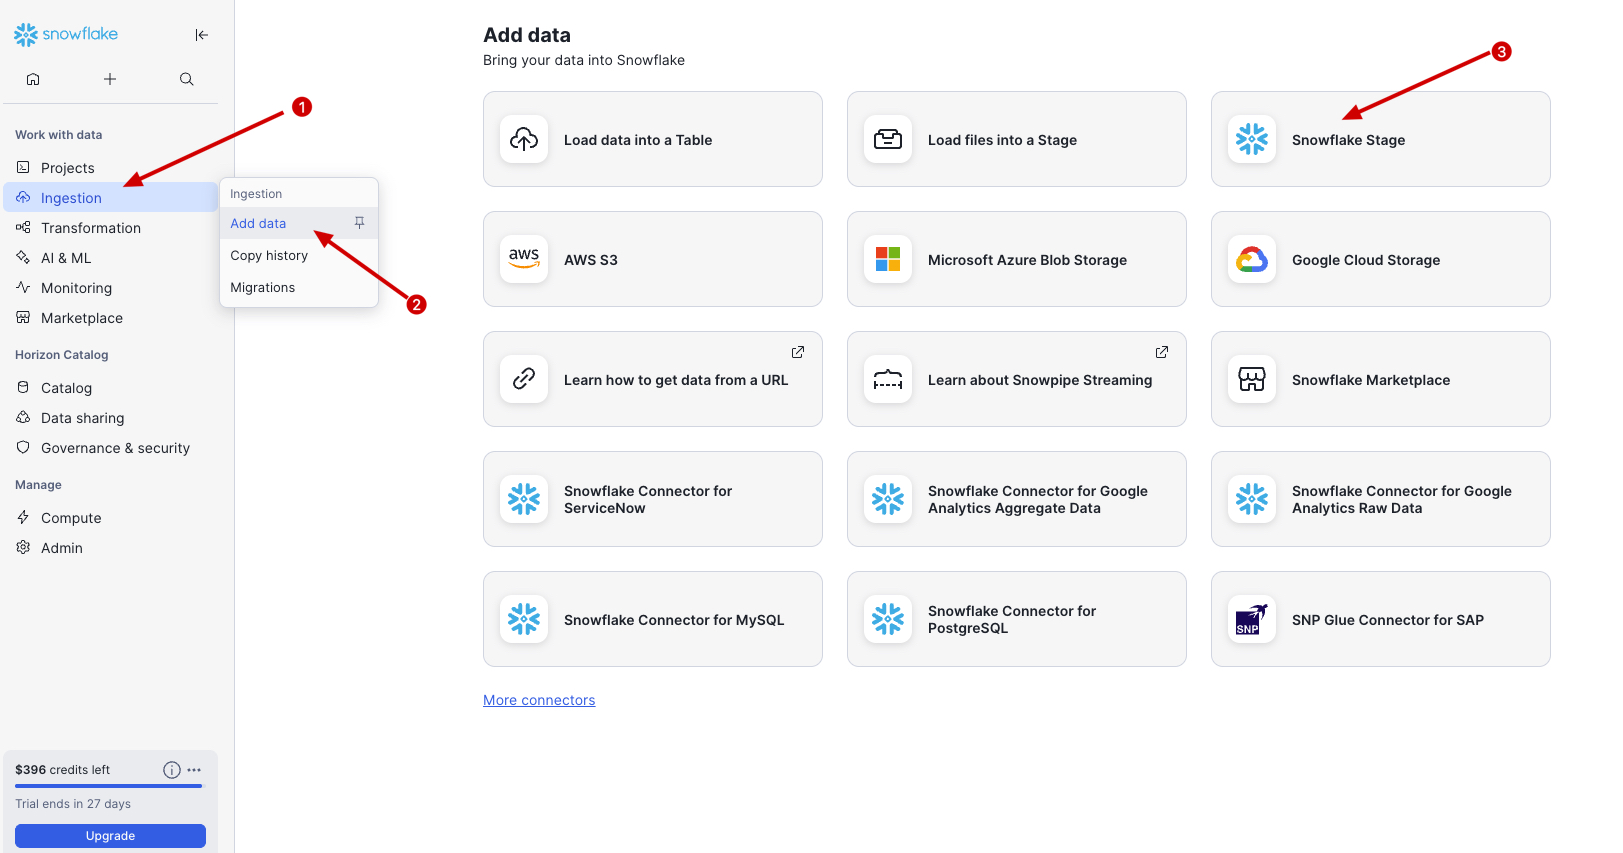 snowflake
Work with data
Projects
Ingestion
Transformation
AI & ML
Monitoring
Marketplace
Horizon Catalog
Catalog
Data sharing
Governance & security
Manage
Compute
Admin
$396 credits left
Trial ends in 27 days
Upgrade
1
Ingestion
Add data
Copy history
Migrations
2
Add data
Bring your data into Snowflake
3
Load data into a Table
Load files into a Stage
Snowflake Stage
aws
AWS S3
Microsoft Azure Blob Storage
Google Cloud Storage
Learn how to get data from a URL
Learn about Snowpipe Streaming
Snowflake Marketplace
Snowflake Connector for
ServiceNow
Snowflake Connector for Google
Analytics Aggregate Data
Snowflake Connector for Google
Analytics Raw Data
Snowflake Connector for MySQL
Snowflake Connector for
PostgreSQL
SNP
SNP Glue Connector for SAP
More connectors